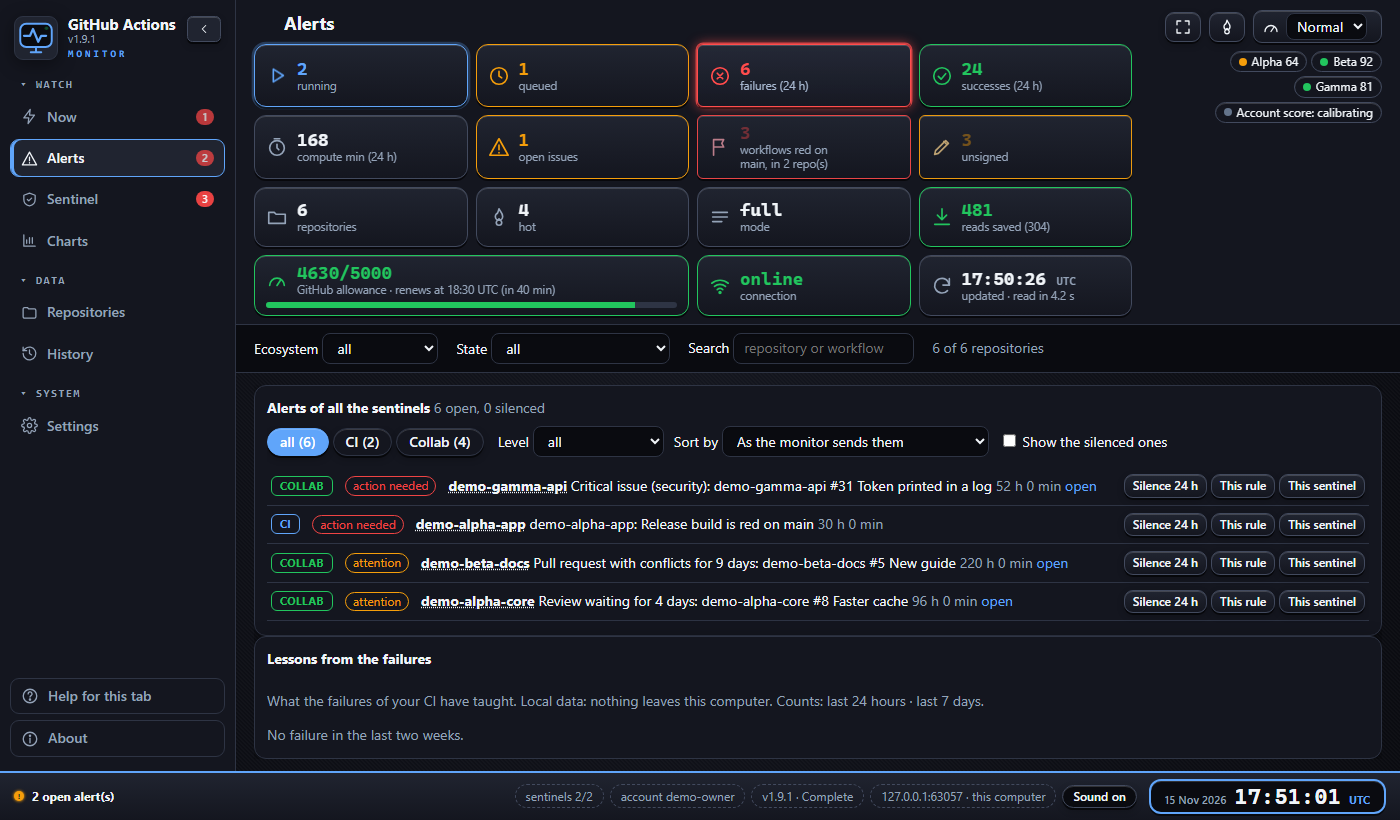 GitHub Actions
v1.9.1
MONITOR
WATCH
Now 1
Alerts 2
Sentinel 3
Charts
DATA
Repositories
History
SYSTEM
Settings
Help for this tab
About
Alerts
Normal
Alpha 64 Beta 92
Gamma 81
Account score: calibrating
2
running
1
queued
6
failures (24 h)
24
successes (24 h)
168
compute min (24 h)
1
open issues
3
workflows red on
main, in 2 repo(s)
3
unsigned
6
repositories
4
hot
full
mode
481
reads saved (304)
4630/5000
GitHub allowance · renews at 18:30 UTC (in 40 min)
online
connection
17:50:26 UTC
updated · read in 4.2 s
Ecosystem all State all Search repository or workflow 6 of 6 repositories
Alerts of all the sentinels 6 open, 0 silenced
all (6) CI (2) Collab (4) Level all Sort by As the monitor sends them Show the silenced ones
COLLAB action needed demo-gamma-api Critical issue (security): demo-gamma-api #31 Token printed in a log 52 h 0 min open Silence 24 h This rule This sentinel
CI action needed demo-alpha-app demo-alpha-app: Release build is red on main 30 h 0 min Silence 24 h This rule This sentinel
COLLAB attention demo-beta-docs Pull request with conflicts for 9 days: demo-beta-docs #5 New guide 220 h 0 min open Silence 24 h This rule This sentinel
COLLAB attention demo-alpha-core Review waiting for 4 days: demo-alpha-core #8 Faster cache 96 h 0 min open Silence 24 h This rule This sentinel
Lessons from the failures
What the failures of your CI have taught. Local data: nothing leaves this computer. Counts: last 24 hours · last 7 days.
No failure in the last two weeks.
2 open alert(s) sentinels 2/2 account demo-owner v1.9.1 · Complete 127.0.0.1:63057 · this computer Sound on 15 Nov 2026 17:51:01 UTC